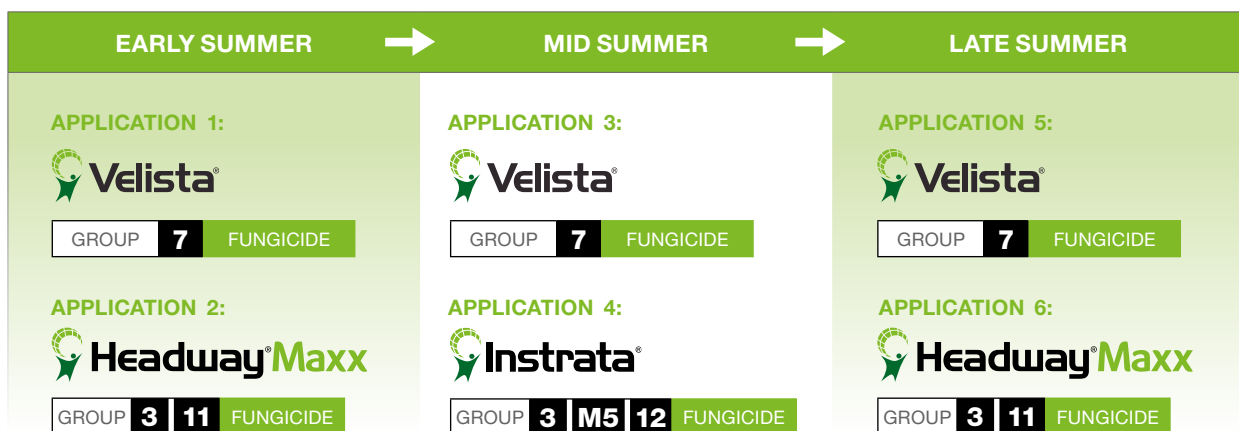 EARLY SUMMER
MID SUMMER
LATE SUMMER
APPLICATION 1:
Velista®
GROUP 7 FUNGICIDE
APPLICATION 2:
Headway®Maxx
GROUP 3 11 FUNGICIDE
APPLICATION 3:
Velista®
GROUP 7 FUNGICIDE
APPLICATION 4:
Instrata®
GROUP 3 M5 12 FUNGICIDE
APPLICATION 5:
Velista®
GROUP 7 FUNGICIDE
APPLICATION 6:
Headway®Maxx
GROUP 3 11 FUNGICIDE